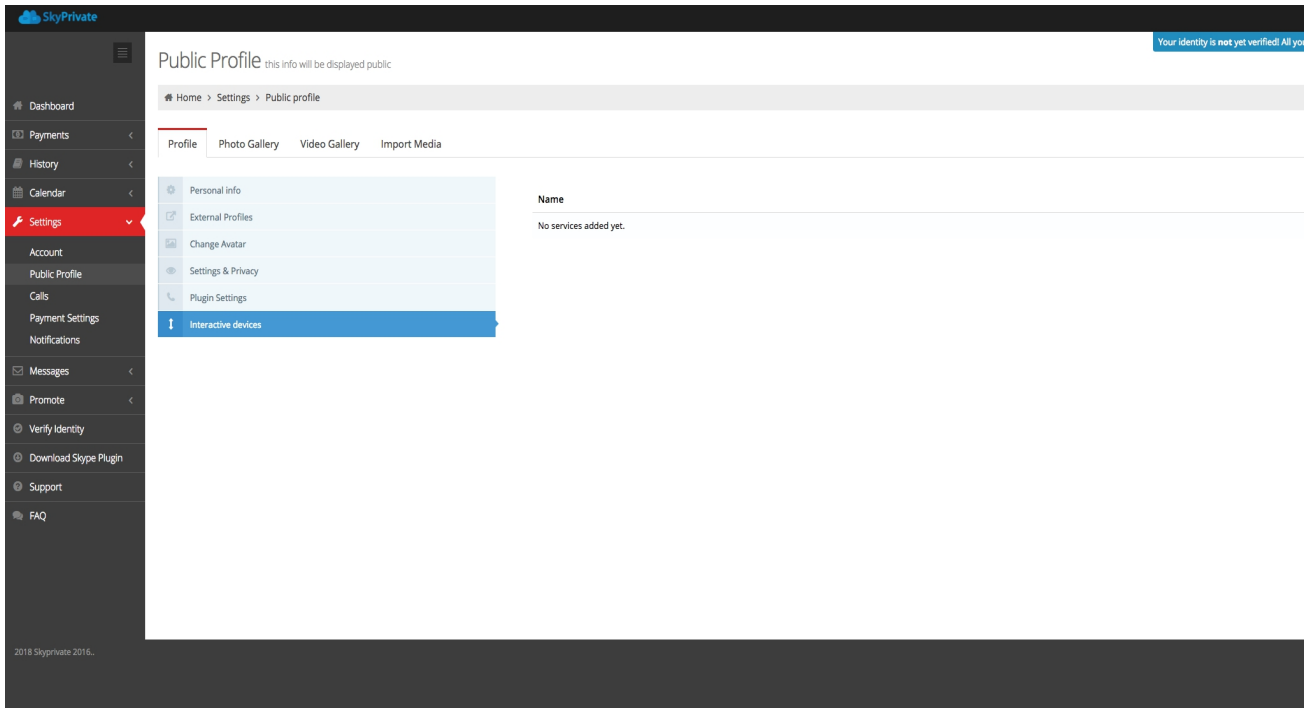 SkyPrivate
Your identity is not yet verified! All you
Public Profile this info will be displayed public
Home > Settings > Public profile
Dashboard
Payments
History
Calendar
Settings
Account
Public Profile
Calls
Payment Settings
Notifications
Messages
Promote
Verify Identity
Download Skype Plugin
Support
FAQ
Profile Photo Gallery Video Gallery Import Media
Personal info
External Profiles
Change Avatar
Settings & Privacy
Plugin Settings
Interactive devices
Name
No services added yet.
2018 Skyprivate 2016..